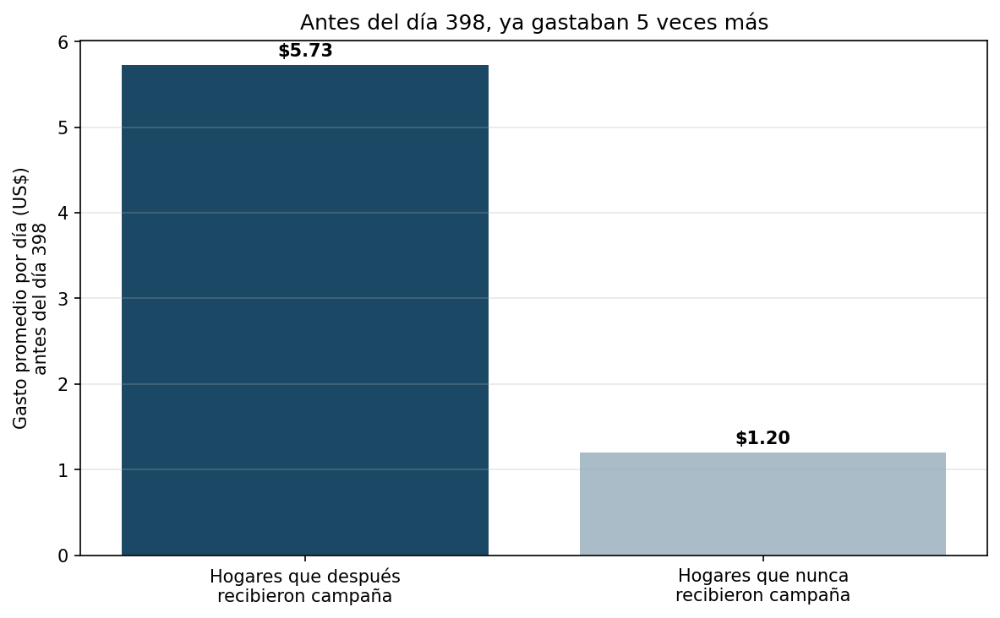 Antes del día 398, ya gastaban 5 veces más
Gasto promedio por día (US$)
antes del día 398
6
5
4
3
2
1
0
$5.73
$1.20
Hogares que después
recibieron campaña
Hogares que nunca
recibieron campaña